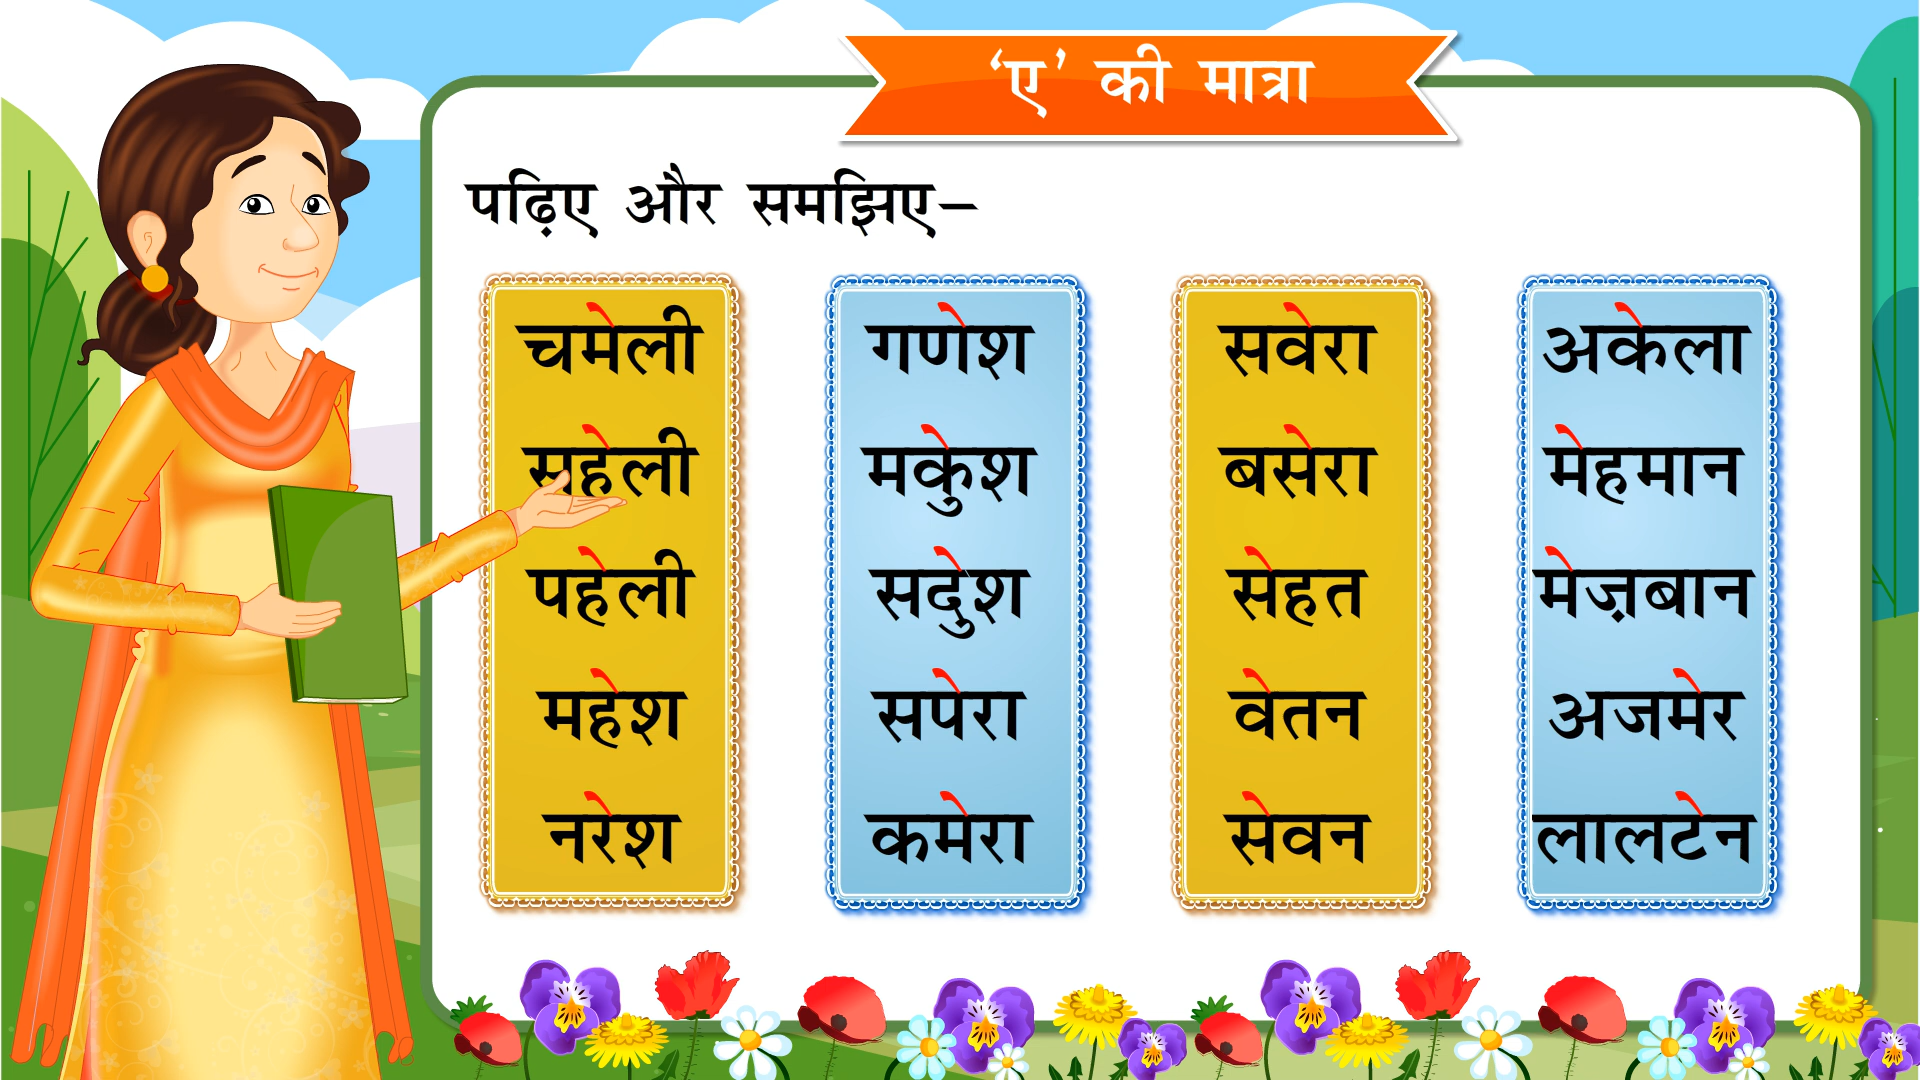 ‘ए’ की मात्रा
पढ़िए और समझिए–
चमेली
सहेली
पहेली
महेश
नरेश
गणेश
मकुेश
सदुेश
सपेरा
कमेरा
सवेरा
बसेरा
सेहत
वेतन
सेवन
अकेला
मेहमान
मेज़बान
अजमेर
लालटेन